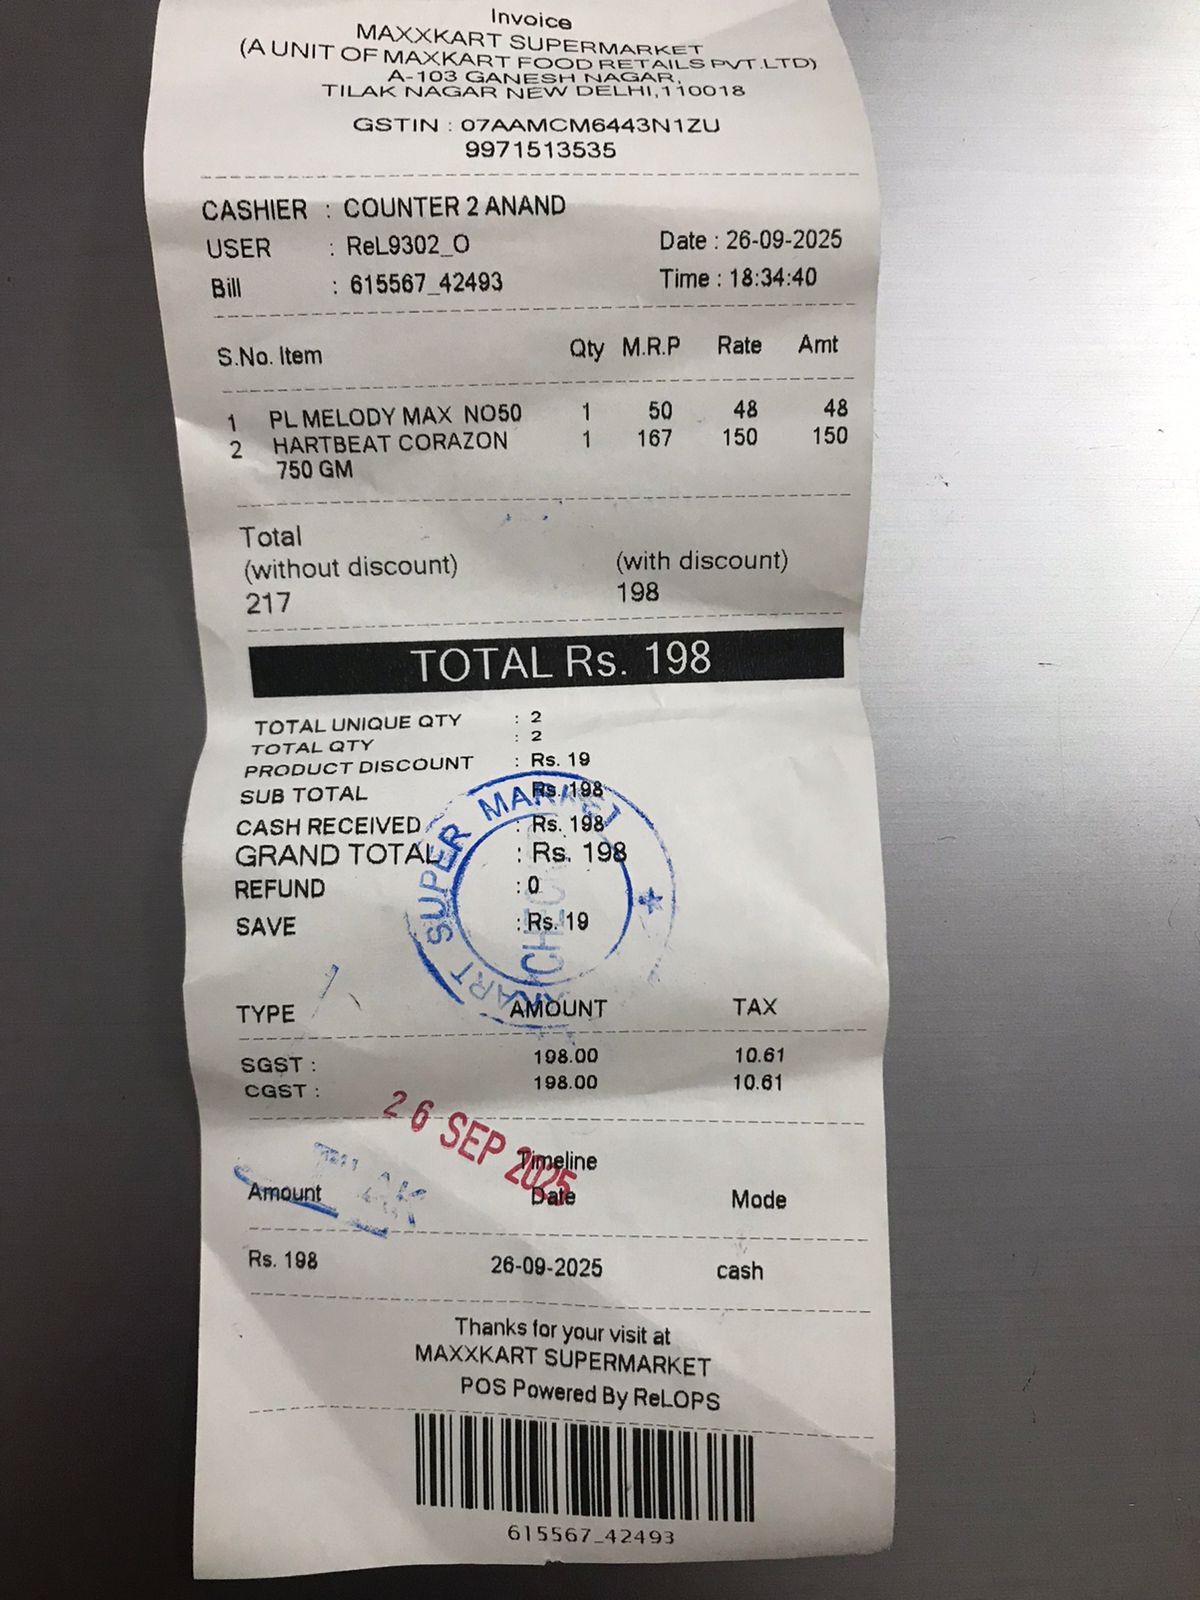 Invoice
MAXXKART SUPERMARKET
(A UNIT OF MAXKART FOOD RETAILS PVT.LTD)
A-103 GANESH NAGAR,
TILAK NAGAR NEW DELHI,110018
GSTIN : 07AAMCM6443N1ZU
9971513535
CASHIER : COUNTER 2 ANAND
USER : ReL9302_O Date : 26-09-2025
Bill : 615567_42493 Time : 18:34:40
S.No. Item Qty M.R.P Rate Amt
1 PL MELODY MAX NO50 1 50 48 48
2 HARTBEAT CORAZON 1 167 150 150
750 GM
Total
(without discount) (with discount)
217 198
TOTAL Rs. 198
TOTAL UNIQUE QTY : 2
TOTAL QTY : 2
PRODUCT DISCOUNT : Rs. 19
SUB TOTAL Rs. 198
CASH RECEIVED : Rs. 198
GRAND TOTAL : Rs. 198
REFUND : 0
SAVE : Rs. 19
SUPER MARKET
TYPE AMOUNT TAX
SGST : 198.00 10.61
CGST : 198.00 10.61
26 SEP 2025
Timeline
Amount Date Mode
Rs. 198 26-09-2025 cash
Thanks for your visit at
MAXXKART SUPERMARKET
POS Powered By ReLOPS
615567_42493